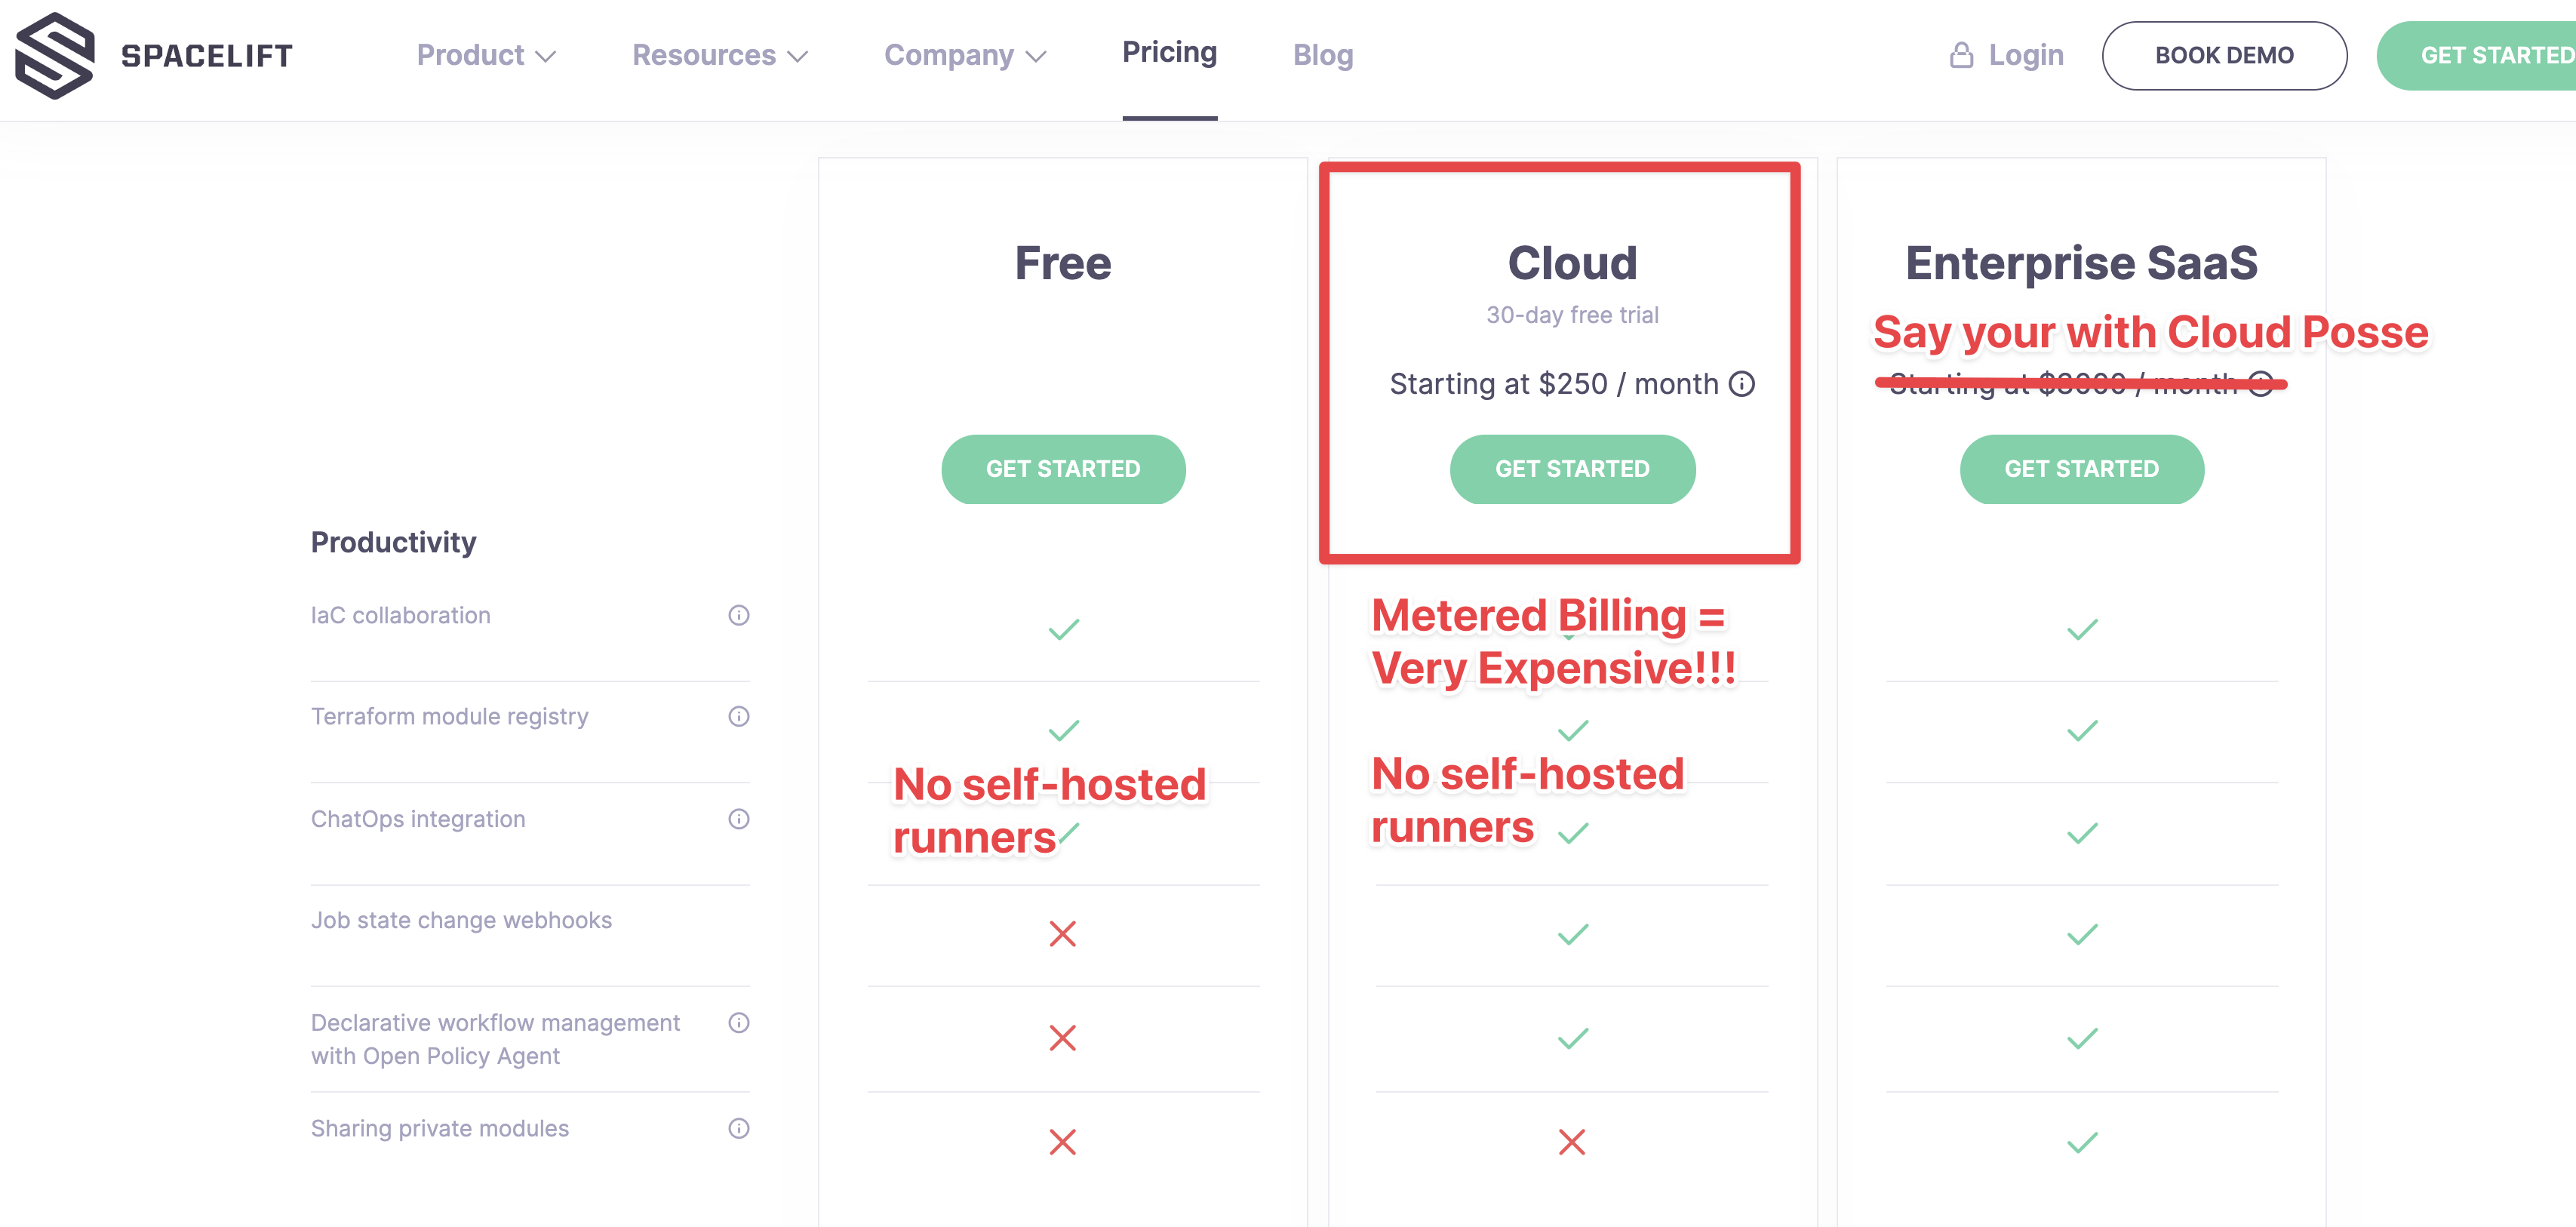 SPACELIFT
Product
Resources
Company
Pricing
Blog
Login
BOOK DEMO
GET STARTED
Free
Cloud
Enterprise SaaS
30-day free trial
Say your with Cloud Posse
Starting at $250 / month
Starting at $3000 / month
GET STARTED
GET STARTED
GET STARTED
Productivity
IaC collaboration
Metered Billing =
Very Expensive!!!
Terraform module registry
No self-hosted
runners
No self-hosted
runners
ChatOps integration
Job state change webhooks
Declarative workflow management
with Open Policy Agent
Sharing private modules